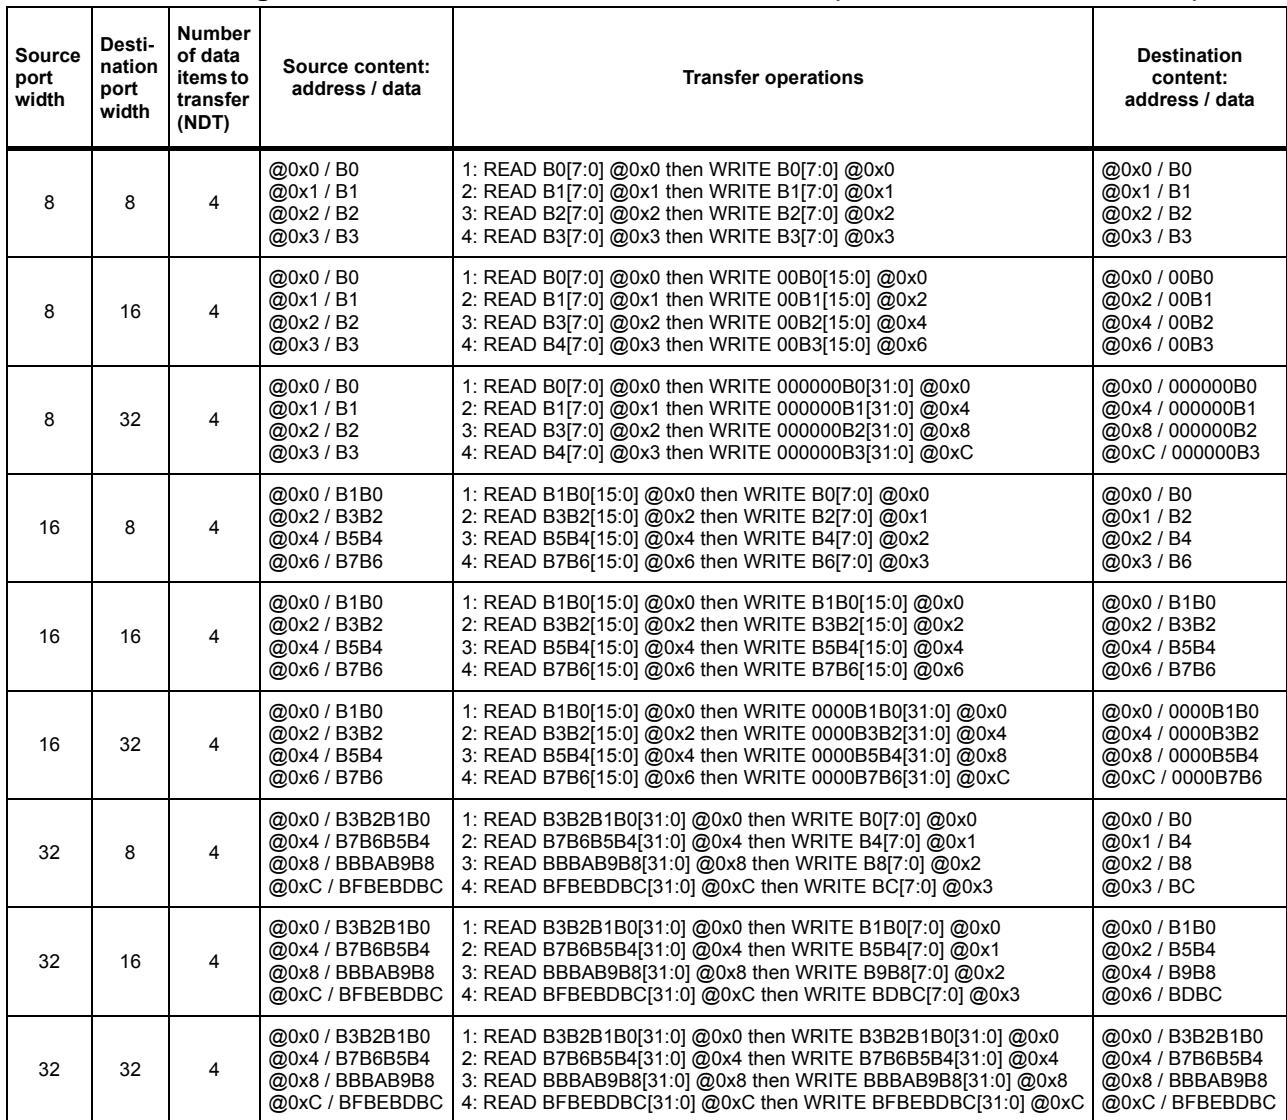 Source port width | Desti-nation port width | Number of data items to transfer (NDT) | Source content: address / data | Transfer operations | Destination content: address / data
8 | 8 | 4
@0x0 / B0 | 1: READ B0[7:0] @0x0 then WRITE B0[7:0] @0x0 | @0x0 / B0
@0x1 / B1 | 2: READ B1[7:0] @0x1 then WRITE B1[7:0] @0x1 | @0x1 / B1
@0x2 / B2 | 3: READ B2[7:0] @0x2 then WRITE B2[7:0] @0x2 | @0x2 / B2
@0x3 / B3 | 4: READ B3[7:0] @0x3 then WRITE B3[7:0] @0x3 | @0x3 / B3
8 | 16 | 4
@0x0 / B0 | 1: READ B0[7:0] @0x0 then WRITE 00B0[15:0] @0x0 | @0x0 / 00B0
@0x1 / B1 | 2: READ B1[7:0] @0x1 then WRITE 00B1[15:0] @0x2 | @0x2 / 00B1
@0x2 / B2 | 3: READ B3[7:0] @0x2 then WRITE 00B2[15:0] @0x4 | @0x4 / 00B2
@0x3 / B3 | 4: READ B4[7:0] @0x3 then WRITE 00B3[15:0] @0x6 | @0x6 / 00B3
8 | 32 | 4
@0x0 / B0 | 1: READ B0[7:0] @0x0 then WRITE 000000B0[31:0] @0x0 | @0x0 / 000000B0
@0x1 / B1 | 2: READ B1[7:0] @0x1 then WRITE 000000B1[31:0] @0x4 | @0x4 / 000000B1
@0x2 / B2 | 3: READ B3[7:0] @0x2 then WRITE 000000B2[31:0] @0x8 | @0x8 / 000000B2
@0x3 / B3 | 4: READ B4[7:0] @0x3 then WRITE 000000B3[31:0] @0xC | @0xC / 000000B3
16 | 8 | 4
@0x0 / B1B0 | 1: READ B1B0[15:0] @0x0 then WRITE B0[7:0] @0x0 | @0x0 / B0
@0x2 / B3B2 | 2: READ B3B2[15:0] @0x2 then WRITE B2[7:0] @0x1 | @0x1 / B2
@0x4 / B5B4 | 3: READ B5B4[15:0] @0x4 then WRITE B4[7:0] @0x2 | @0x2 / B4
@0x6 / B7B6 | 4: READ B7B6[15:0] @0x6 then WRITE B6[7:0] @0x3 | @0x3 / B6
16 | 16 | 4
@0x0 / B1B0 | 1: READ B1B0[15:0] @0x0 then WRITE B1B0[15:0] @0x0 | @0x0 / B1B0
@0x2 / B3B2 | 2: READ B3B2[15:0] @0x2 then WRITE B3B2[15:0] @0x2 | @0x2 / B3B2
@0x4 / B5B4 | 3: READ B5B4[15:0] @0x4 then WRITE B5B4[15:0] @0x4 | @0x4 / B5B4
@0x6 / B7B6 | 4: READ B7B6[15:0] @0x6 then WRITE B7B6[15:0] @0x6 | @0x6 / B7B6
16 | 32 | 4
@0x0 / B1B0 | 1: READ B1B0[15:0] @0x0 then WRITE 0000B1B0[31:0] @0x0 | @0x0 / 0000B1B0
@0x2 / B3B2 | 2: READ B3B2[15:0] @0x2 then WRITE 0000B3B2[31:0] @0x4 | @0x4 / 0000B3B2
@0x4 / B5B4 | 3: READ B5B4[15:0] @0x4 then WRITE 0000B5B4[31:0] @0x8 | @0x8 / 0000B5B4
@0x6 / B7B6 | 4: READ B7B6[15:0] @0x6 then WRITE 0000B7B6[31:0] @0xC | @0xC / 0000B7B6
32 | 8 | 4
@0x0 / B3B2B1B0 | 1: READ B3B2B1B0[31:0] @0x0 then WRITE B0[7:0] @0x0 | @0x0 / B0
@0x4 / B7B6B5B4 | 2: READ B7B6B5B4[31:0] @0x4 then WRITE B4[7:0] @0x1 | @0x1 / B4
@0x8 / BBBAB9B8 | 3: READ BBBAB9B8[31:0] @0x8 then WRITE B8[7:0] @0x2 | @0x2 / B8
@0xC / BFBEBDBC | 4: READ BFBEBDBC[31:0] @0xC then WRITE BC[7:0] @0x3 | @0x3 / BC
32 | 16 | 4
@0x0 / B3B2B1B0 | 1: READ B3B2B1B0[31:0] @0x0 then WRITE B1B0[7:0] @0x0 | @0x0 / B1B0
@0x4 / B7B6B5B4 | 2: READ B7B6B5B4[31:0] @0x4 then WRITE B5B4[7:0] @0x1 | @0x2 / B5B4
@0x8 / BBBAB9B8 | 3: READ BBBAB9B8[31:0] @0x8 then WRITE B9B8[7:0] @0x2 | @0x4 / B9B8
@0xC / BFBEBDBC | 4: READ BFBEBDBC[31:0] @0xC then WRITE BDBC[7:0] @0x3 | @0x6 / BDBC
32 | 32 | 4
@0x0 / B3B2B1B0 | 1: READ B3B2B1B0[31:0] @0x0 then WRITE B3B2B1B0[31:0] @0x0 | @0x0 / B3B2B1B0
@0x4 / B7B6B5B4 | 2: READ B7B6B5B4[31:0] @0x4 then WRITE B7B6B5B4[31:0] @0x4 | @0x4 / B7B6B5B4
@0x8 / BBBAB9B8 | 3: READ BBBAB9B8[31:0] @0x8 then WRITE BBBAB9B8[31:0] @0x8 | @0x8 / BBBAB9B8
@0xC / BFBEBDBC | 4: READ BFBEBDBC[31:0] @0xC then WRITE BFBEBDBC[31:0] @0xC | @0xC / BFBEBDBC